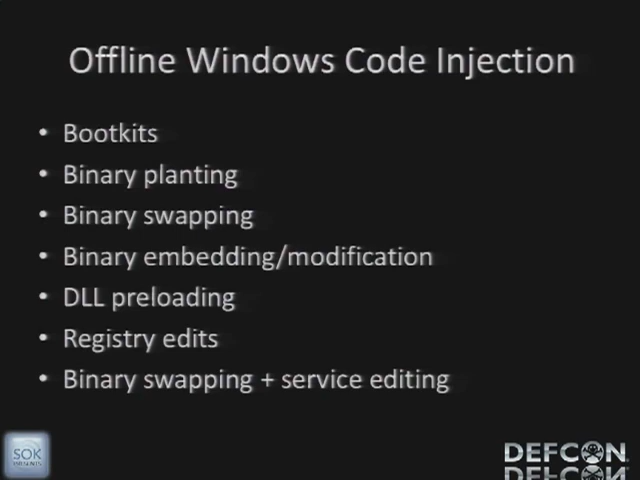 Offline Windows Code Injection
• Bootkits
• Binary planting
• Binary swapping
• Binary embedding/modification
• DLL preloading
• Registry edits
• Binary swapping + service editing
SOK
DEFCON